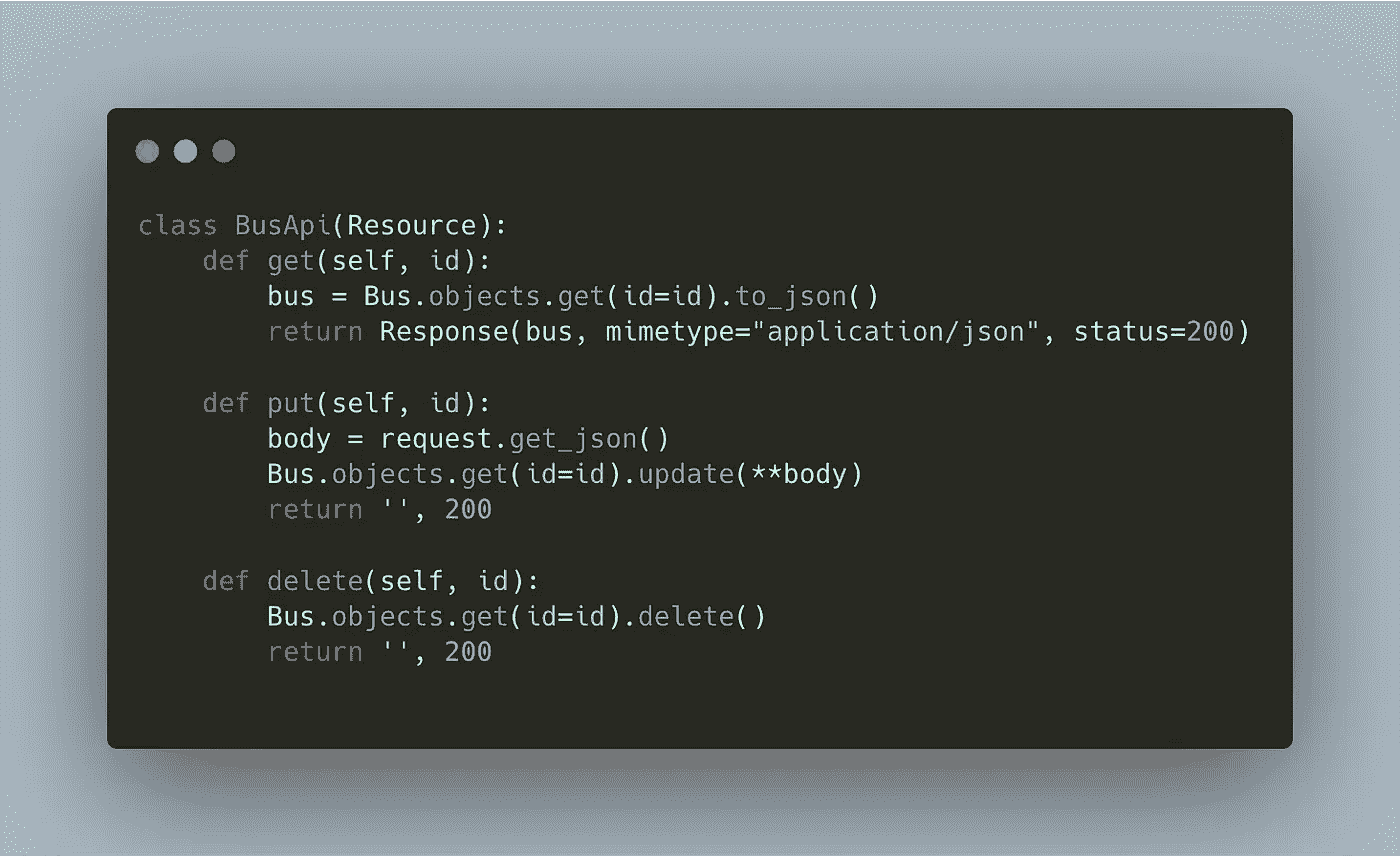 class BusApi(Resource):
    def get(self, id):
        bus = Bus.objects.get(id=id).to_json()
        return Response(bus, mimetype="application/json", status=200)

    def put(self, id):
        body = request.get_json()
        Bus.objects.get(id=id).update(**body)
        return '', 200

    def delete(self, id):
        Bus.objects.get(id=id).delete()
        return '', 200